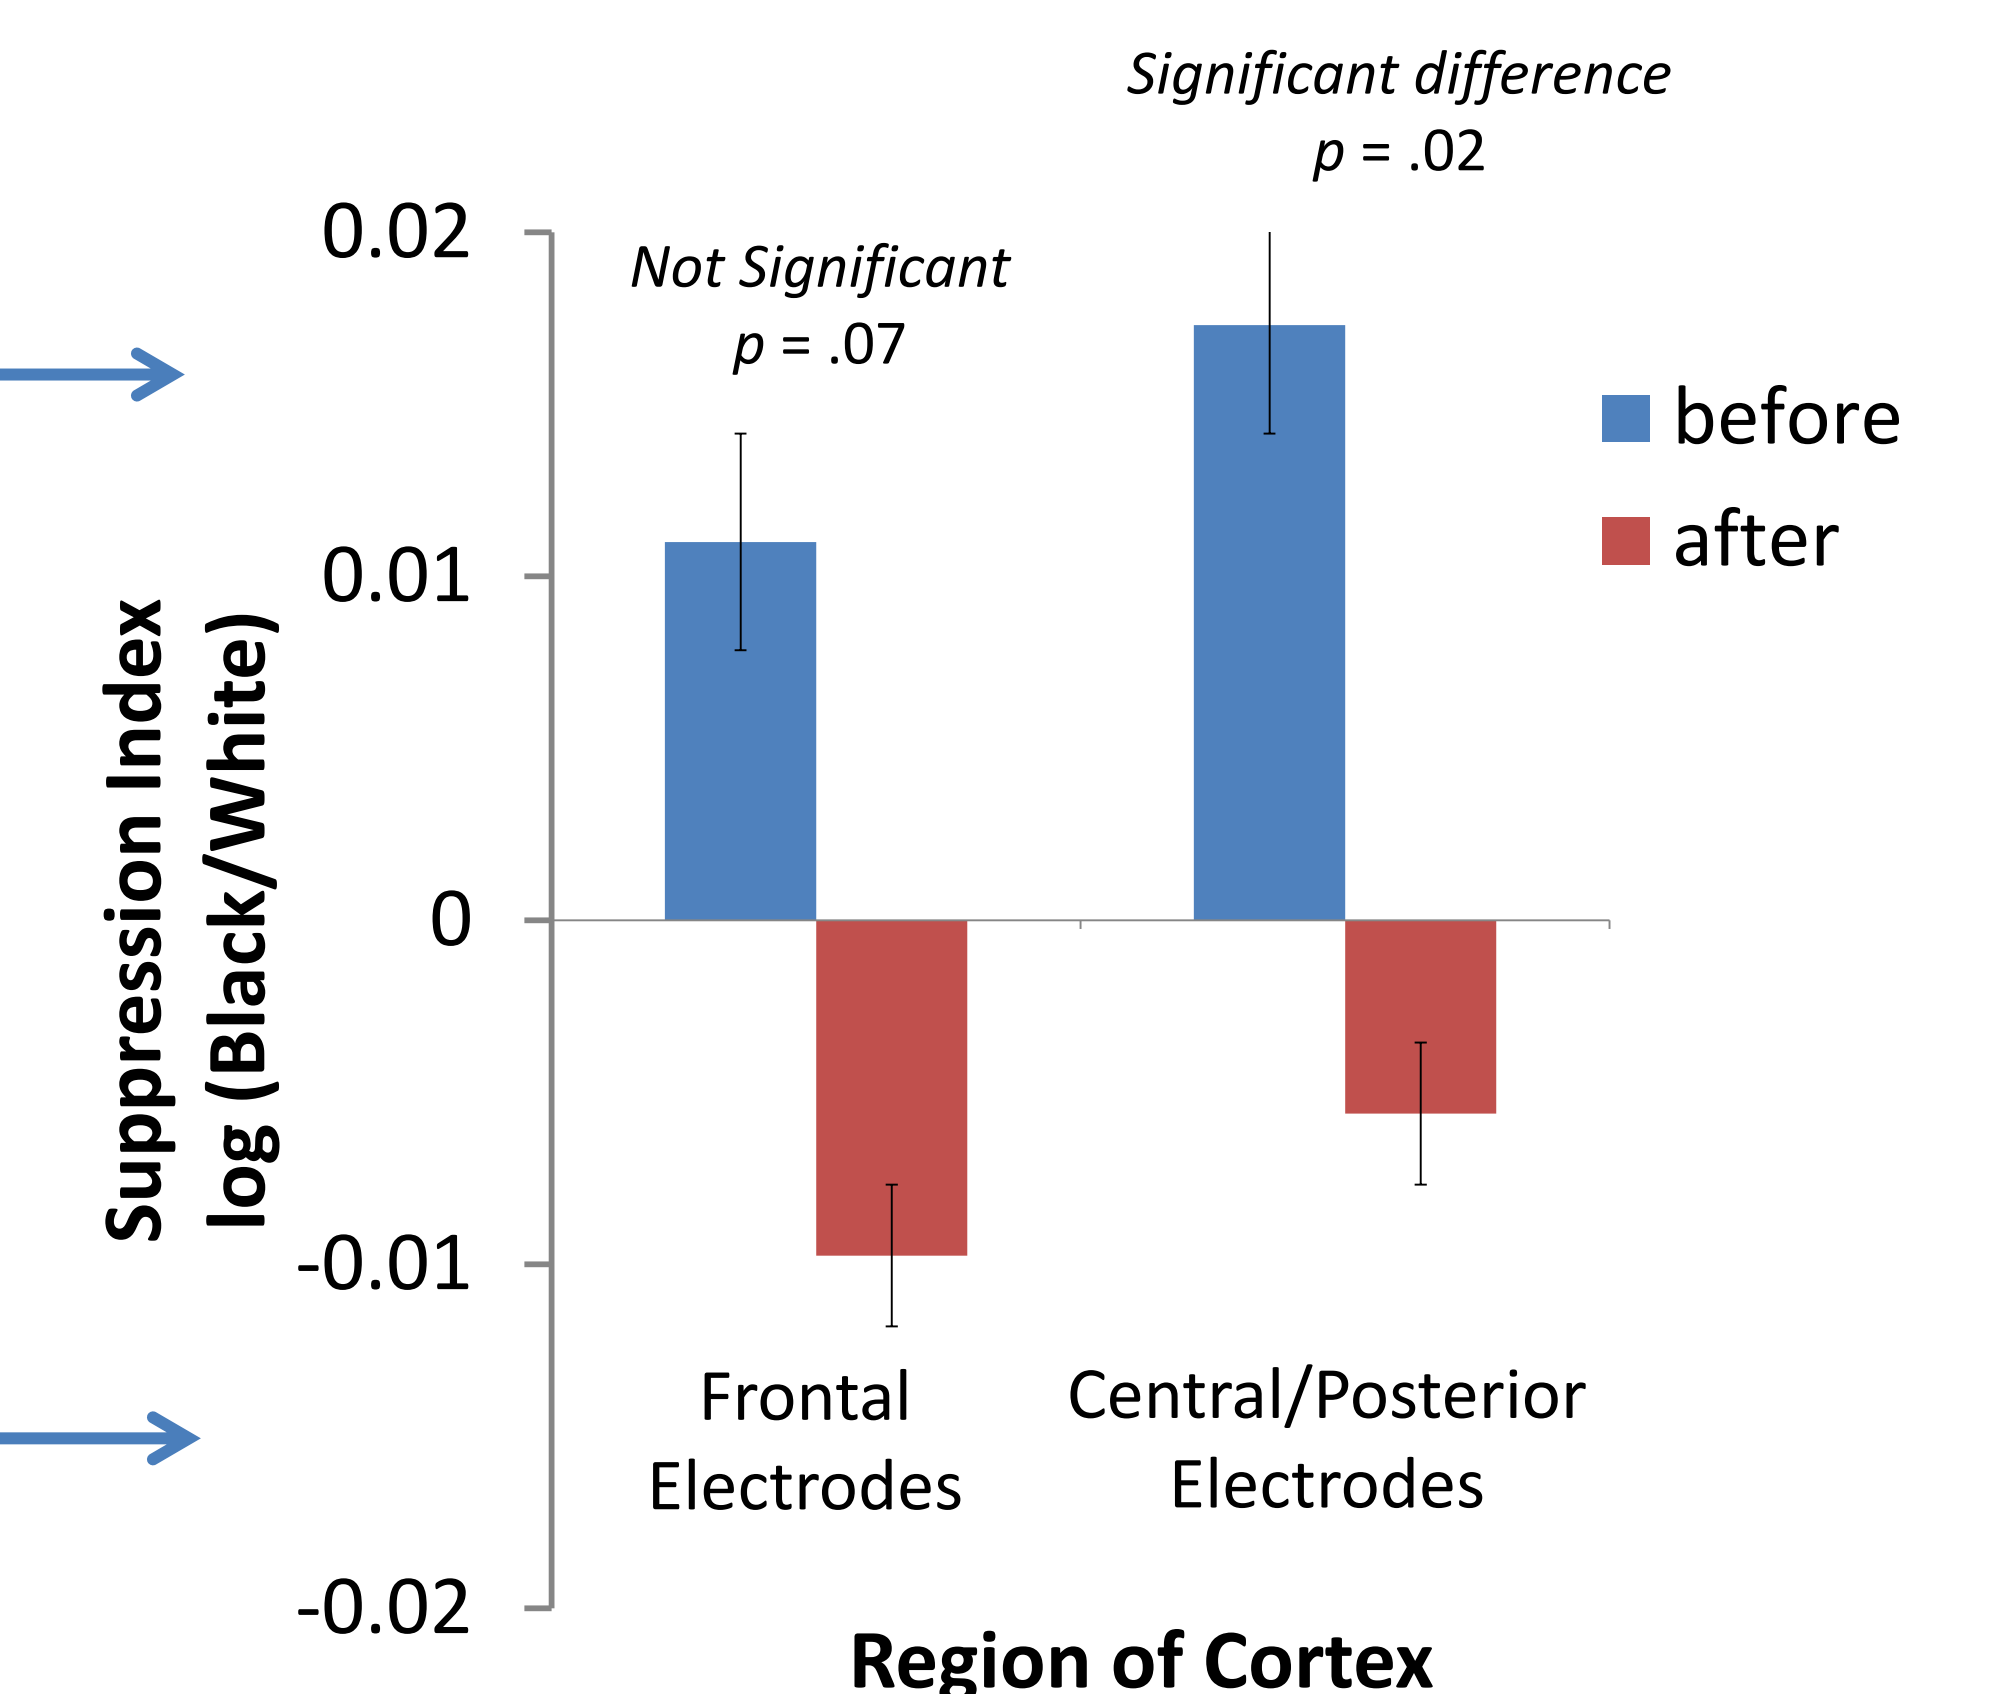 Significant difference
p = .02
Not Significant
p = .07
0.02
0.01
0
-0.01
-0.02
Suppression Index
log (Black/White)
before
after
Frontal
Electrodes
Central/Posterior
Electrodes
Region of Cortex